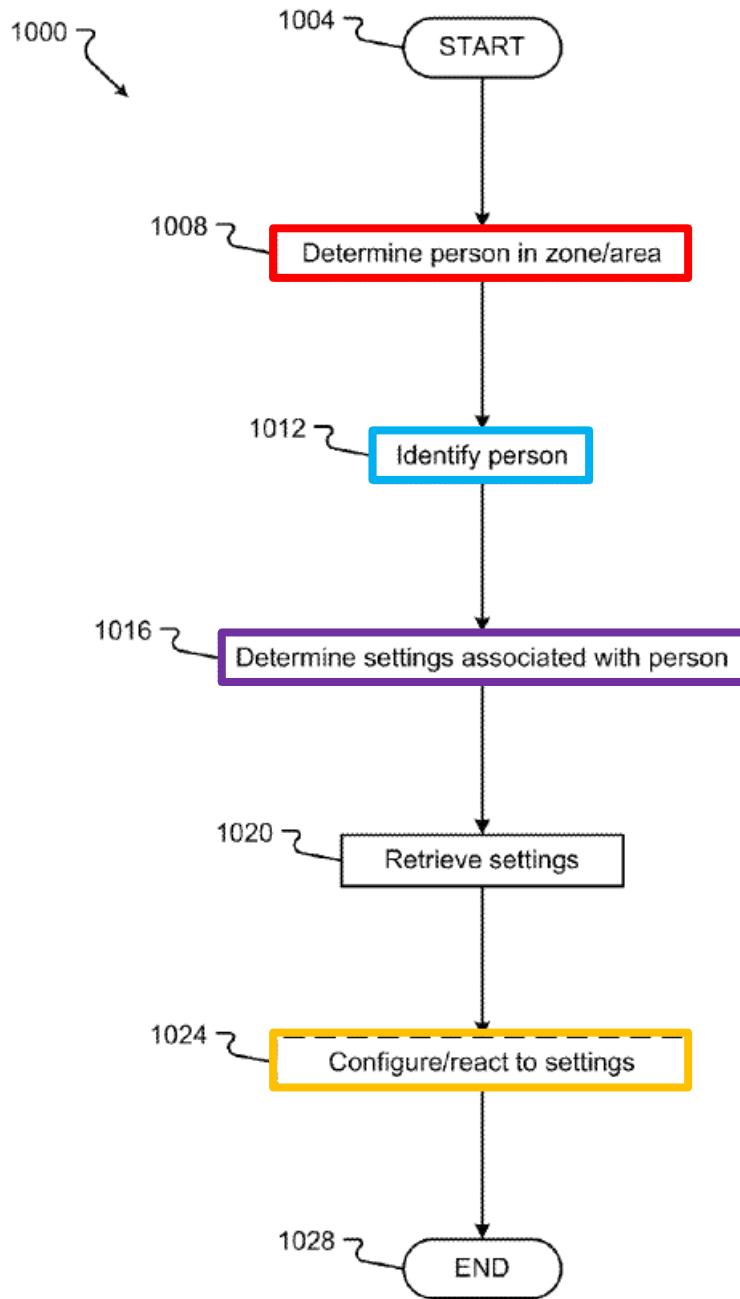 1000
1004
START
1008
Determine person in zone/area
1012
Identify person
1016
Determine settings associated with person
1020
Retrieve settings
1024
Configure/react to settings
1028
END